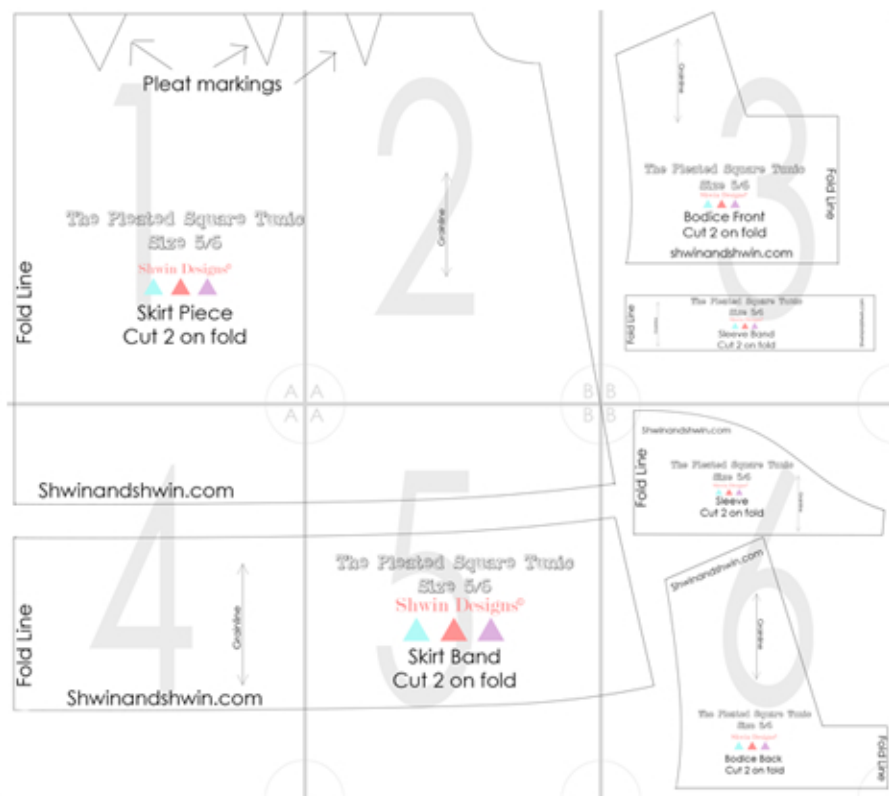 1
2
3
Pleat markings
Grainline
The Pleated Square Tunic
Size 5/6
Shwin Designs©
Skirt Piece
Cut 2 on fold
Fold Line
Grainline
The Pleated Square Tunic
Size 5/6
Shwin Designs©
Bodice Front
Cut 2 on fold
shwinandshwin.com
Fold Line
Fold Line
The Pleated Square Tunic
Size 5/6
Sleeve Band
Cut 2 on fold
A A
A A
B B
B B
Shwinandshwin.com
4
5
6
Shwinandshwin.com
Fold Line
The Pleated Square Tunic
Size 5/6
Sleeve
Cut 2 on fold
Fold Line
Grainline
Shwinandshwin.com
The Pleated Square Tunic
Size 5/6
Shwin Designs©
Skirt Band
Cut 2 on fold
Shwinandshwin.com
Grainline
The Pleated Square Tunic
Size 5/6
Shwin Designs©
Bodice Back
Cut 2 on fold
Fold Line